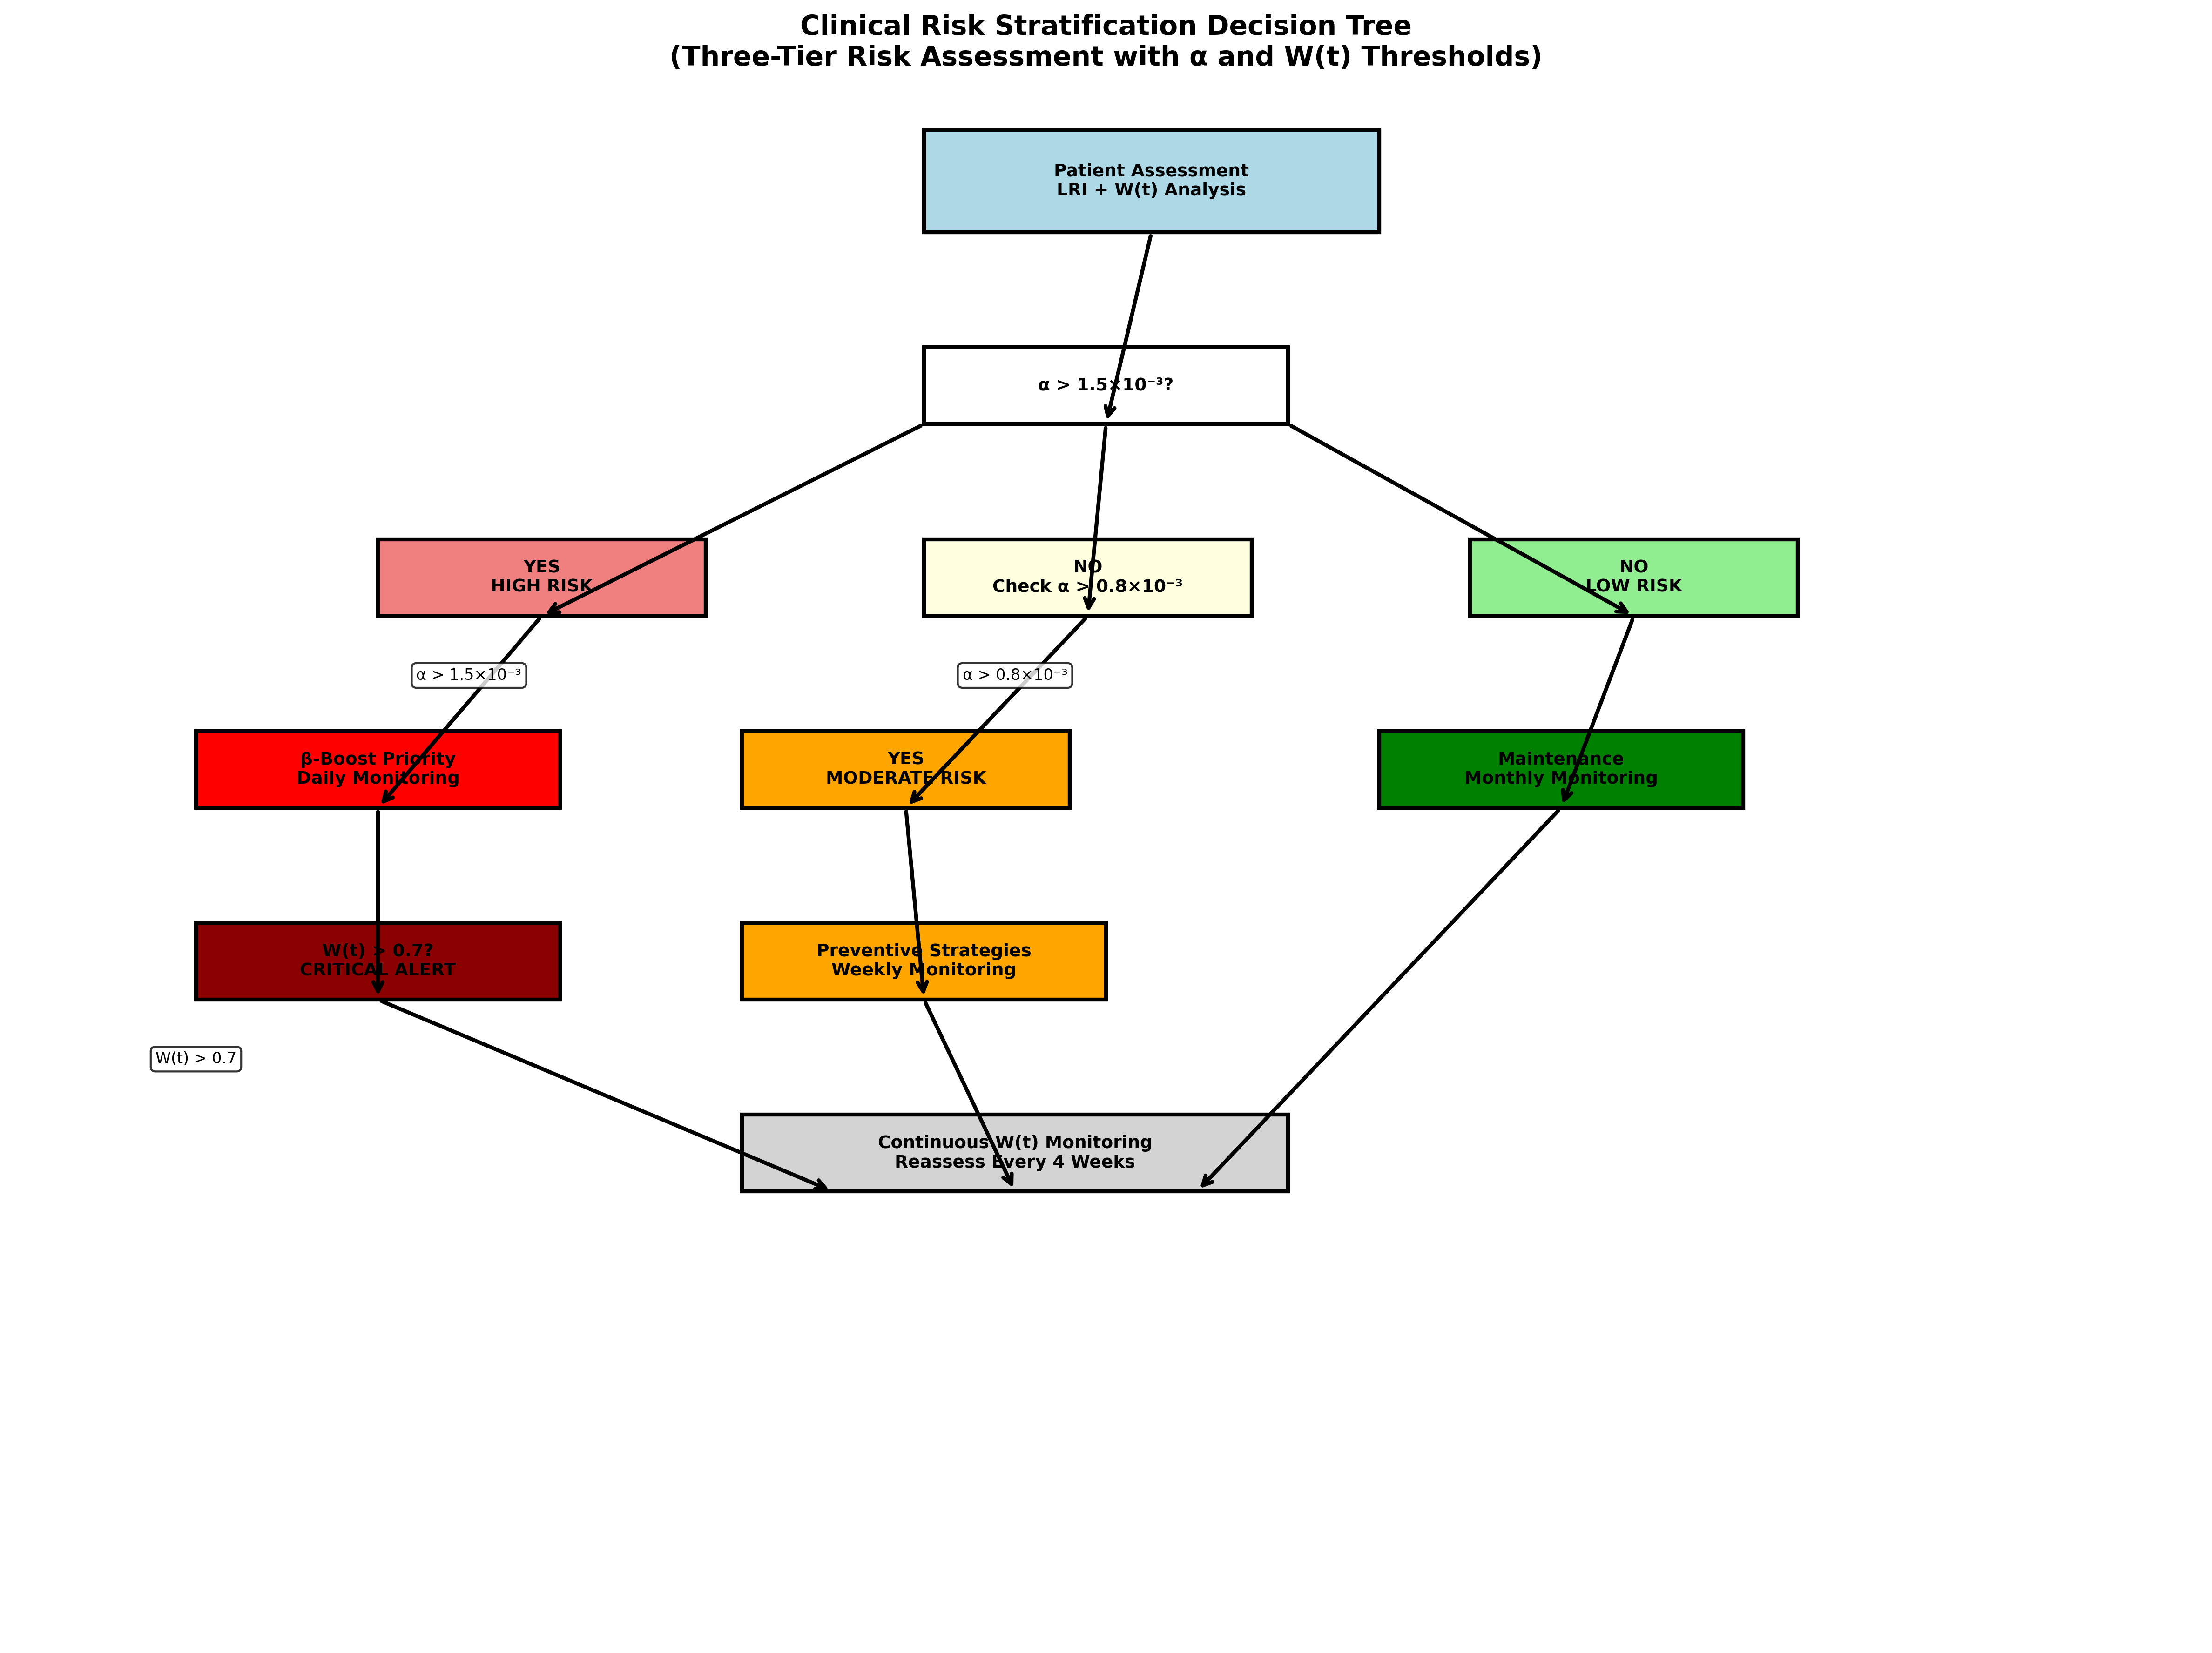 Clinical Risk Stratification Decision Tree
(Three-Tier Risk Assessment with α and W(t) Thresholds)
Patient Assessment
LRI + W(t) Analysis
α > 1.5×10⁻³?
YES
HIGH RISK
NO
Check α > 0.8×10⁻³
NO
LOW RISK
α > 1.5×10⁻³
α > 0.8×10⁻³
β-Boost Priority
Daily Monitoring
YES
MODERATE RISK
Maintenance
Monthly Monitoring
W(t) > 0.7?
CRITICAL ALERT
Preventive Strategies
Weekly Monitoring
W(t) > 0.7
Continuous W(t) Monitoring
Reassess Every 4 Weeks